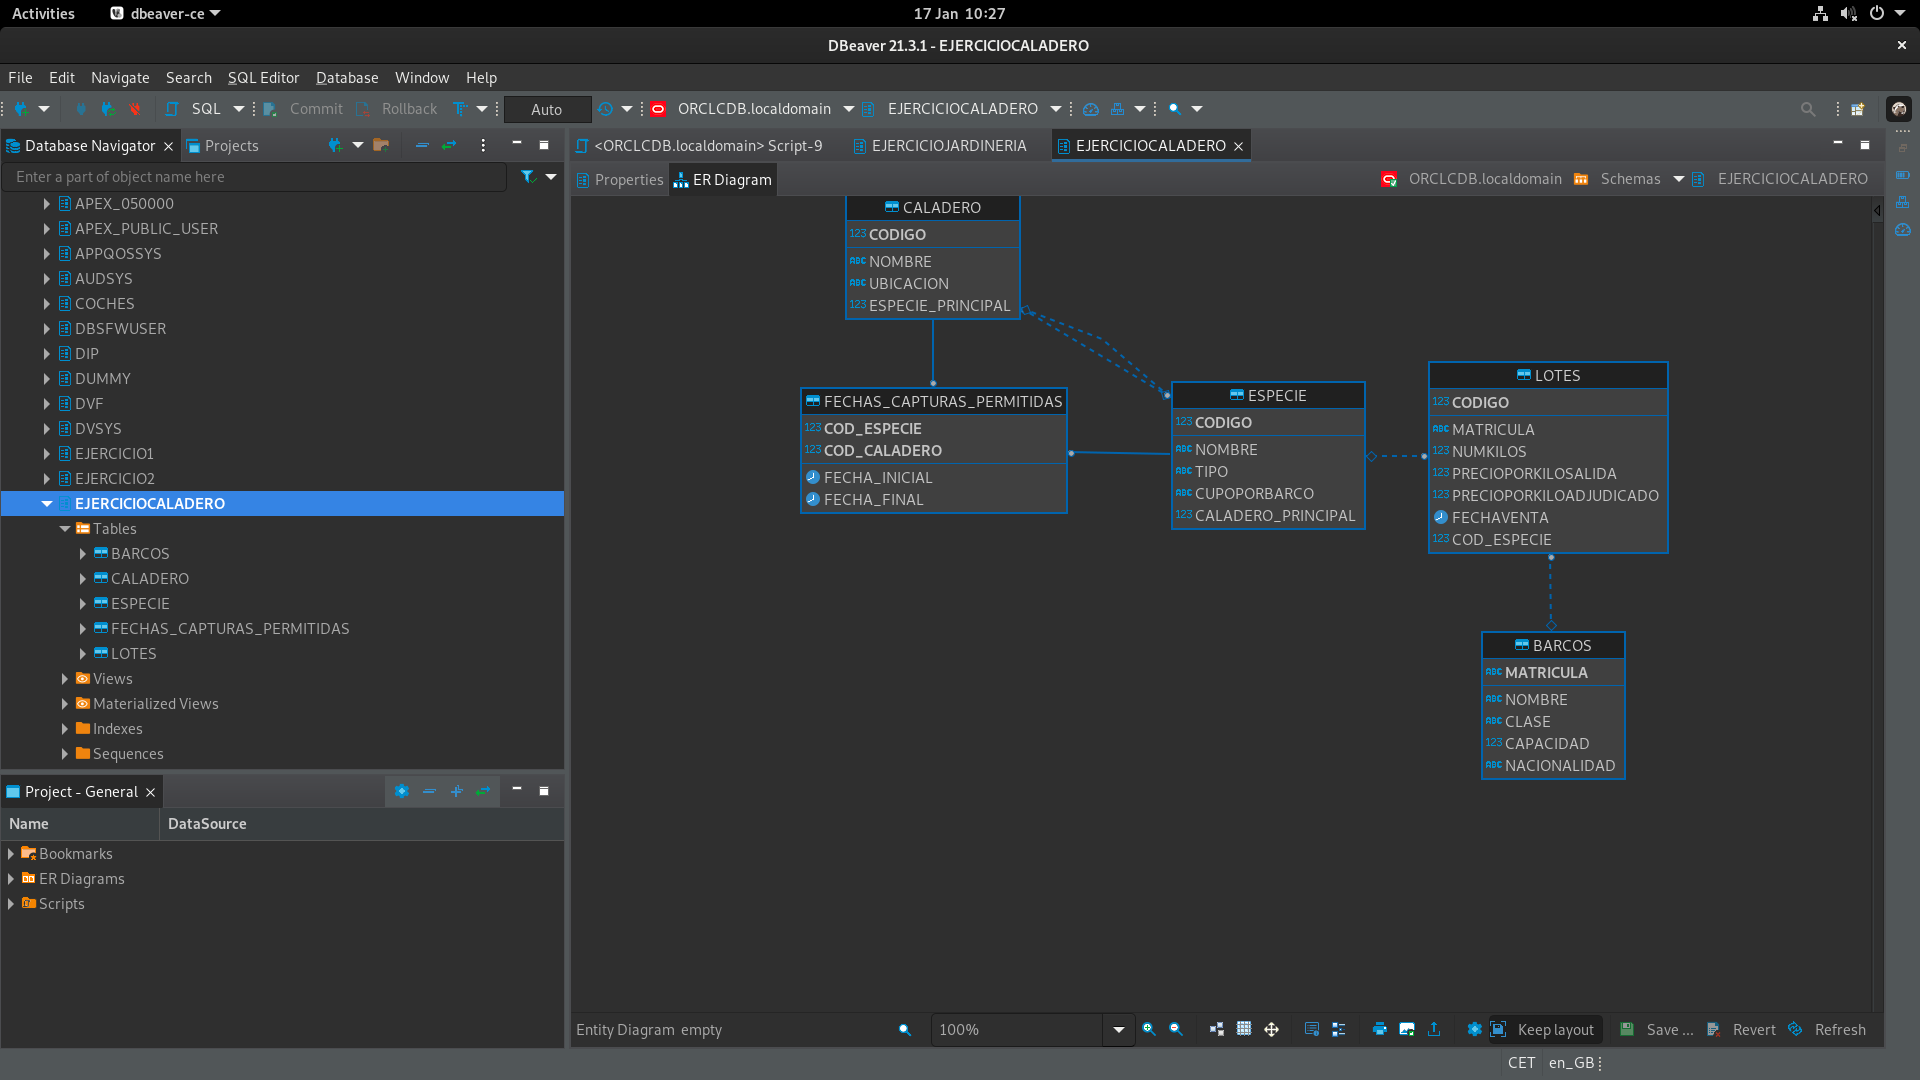 Activities
dbeaver-ce
17 Jan  10:27
DBeaver 21.3.1 - EJERCICIOCALADERO
File Edit Navigate Search SQL Editor Database Window Help
SQL Commit Rollback Auto ORCLCDB.localdomain EJERCICIOCALADERO
Database Navigator
Projects
Enter a part of object name here
APEX_050000
APEX_PUBLIC_USER
APPQOSSYS
AUDSYS
COCHES
DBSFWUSER
DIP
DUMMY
DVF
DVSYS
EJERCICIO1
EJERCICIO2
EJERCICIOCALADERO
Tables
BARCOS
CALADERO
ESPECIE
FECHAS_CAPTURAS_PERMITIDAS
LOTES
Views
Materialized Views
Indexes
Sequences
Project - General
Name DataSource
Bookmarks
ER Diagrams
Scripts
<ORCLCDB.localdomain> Script-9
EJERCICIOJARDINERIA
EJERCICIOCALADERO
Properties
ER Diagram
ORCLCDB.localdomain
Schemas
EJERCICIOCALADERO
CALADERO
123 CODIGO
ABC NOMBRE
ABC UBICACION
123 ESPECIE_PRINCIPAL
FECHAS_CAPTURAS_PERMITIDAS
123 COD_ESPECIE
123 COD_CALADERO
FECHA_INICIAL
FECHA_FINAL
ESPECIE
123 CODIGO
ABC NOMBRE
ABC TIPO
ABC CUPOPORBARCO
123 CALADERO_PRINCIPAL
LOTES
123 CODIGO
ABC MATRICULA
123 NUMKILOS
123 PRECIOPORKILOSALIDA
123 PRECIOPORKILOADJUDICADO
FECHAVENTA
123 COD_ESPECIE
BARCOS
ABC MATRICULA
ABC NOMBRE
ABC CLASE
123 CAPACIDAD
ABC NACIONALIDAD
Entity Diagram  empty
100%
Keep layout
Save ...
Revert
Refresh
CET en_GB